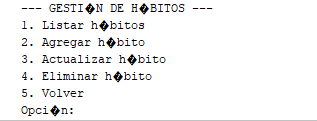 --- GESTI�N DE H�BITOS ---
1. Listar h�bitos
2. Agregar h�bito
3. Actualizar h�bito
4. Eliminar h�bito
5. Volver
Opci�n: